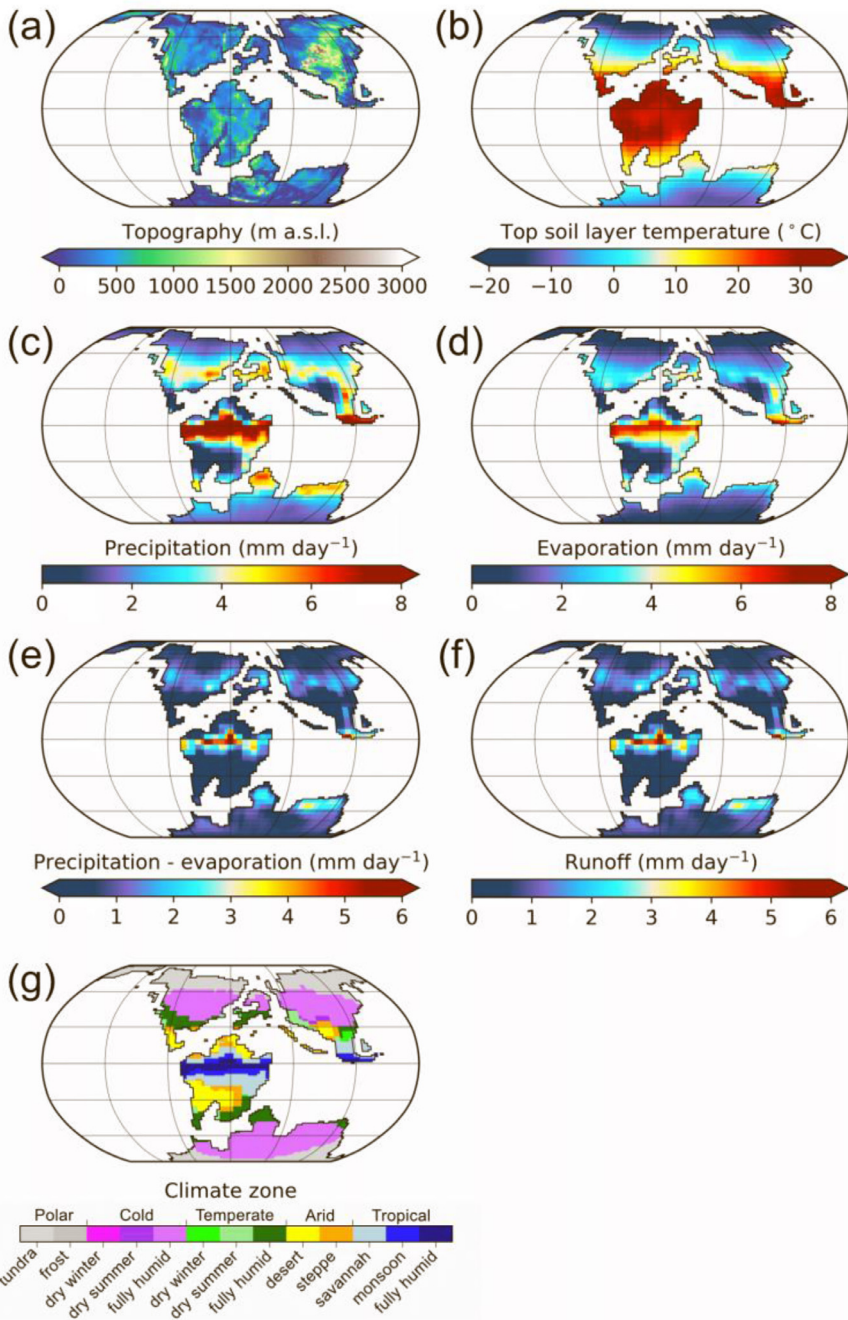 (a)
(b)
Topography (m a.s.l.)
0 500 1000 1500 2000 2500 3000
Top soil layer temperature (°C)
−20 −10 0 10 20 30
(c)
(d)
Precipitation (mm day⁻¹)
0 2 4 6 8
Evaporation (mm day⁻¹)
0 2 4 6 8
(e)
(f)
Precipitation - evaporation (mm day⁻¹)
0 1 2 3 4 5 6
Runoff (mm day⁻¹)
0 1 2 3 4 5 6
(g)
Climate zone
Polar Cold Temperate Arid Tropical
tundra frost dry winter dry summer fully humid dry winter dry summer fully humid desert steppe savannah monsoon fully humid